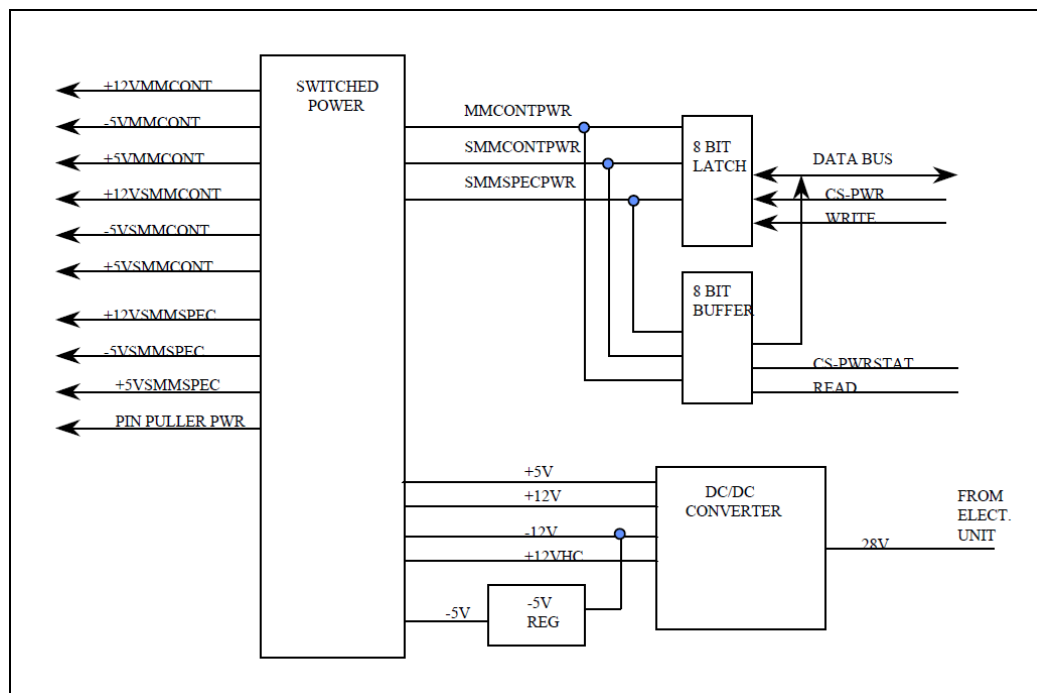 +12VMMCONT
-5VMMCONT
+5VMMCONT
+12VSMMCONT
-5VSMMCONT
+5VSMMCONT
+12VSMMSPEC
-5VSMMSPEC
+5VSMMSPEC
PIN PULLER PWR
SWITCHED
POWER
MMCONTPWR
SMMCONTPWR
SMMSPECPWR
8 BIT
LATCH
DATA BUS
CS-PWR
WRITE
8 BIT
BUFFER
CS-PWRSTAT
READ
+5V
+12V
-12V
+12VHC
-5V
-5V
REG
DC/DC
CONVERTER
28V
FROM
ELECT.
UNIT